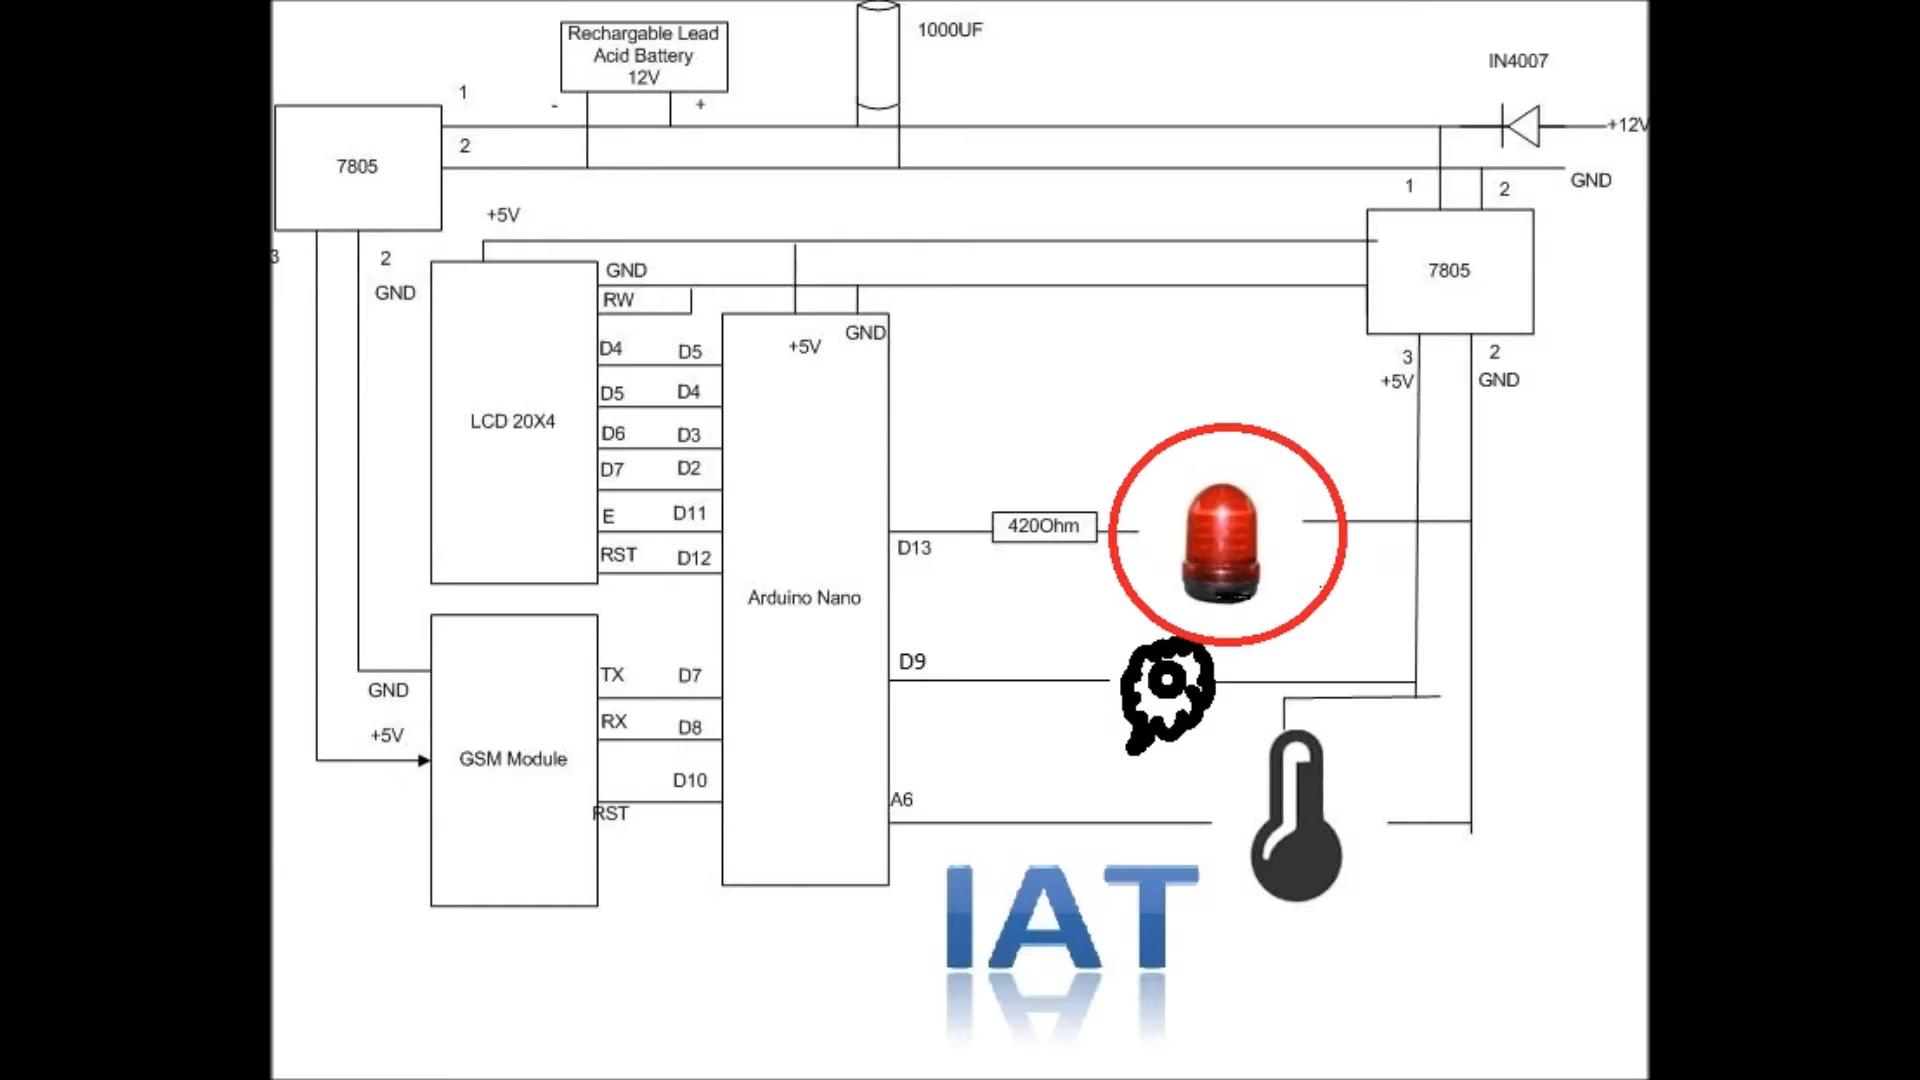 Rechargable Lead
Acid Battery
12V
-
+
1000UF
IN4007
+12V
GND
1
2
7805
3
2
GND
+5V
1
2
7805
3
+5V
2
GND
GND
RW
D4
D5
D6
D7
E
RST
LCD 20X4
D5
D4
D3
D2
D11
D12
+5V
GND
Arduino Nano
D13
420Ohm
D9
A6
GND
+5V
GSM Module
TX
RX
RST
D7
D8
D10
IAT